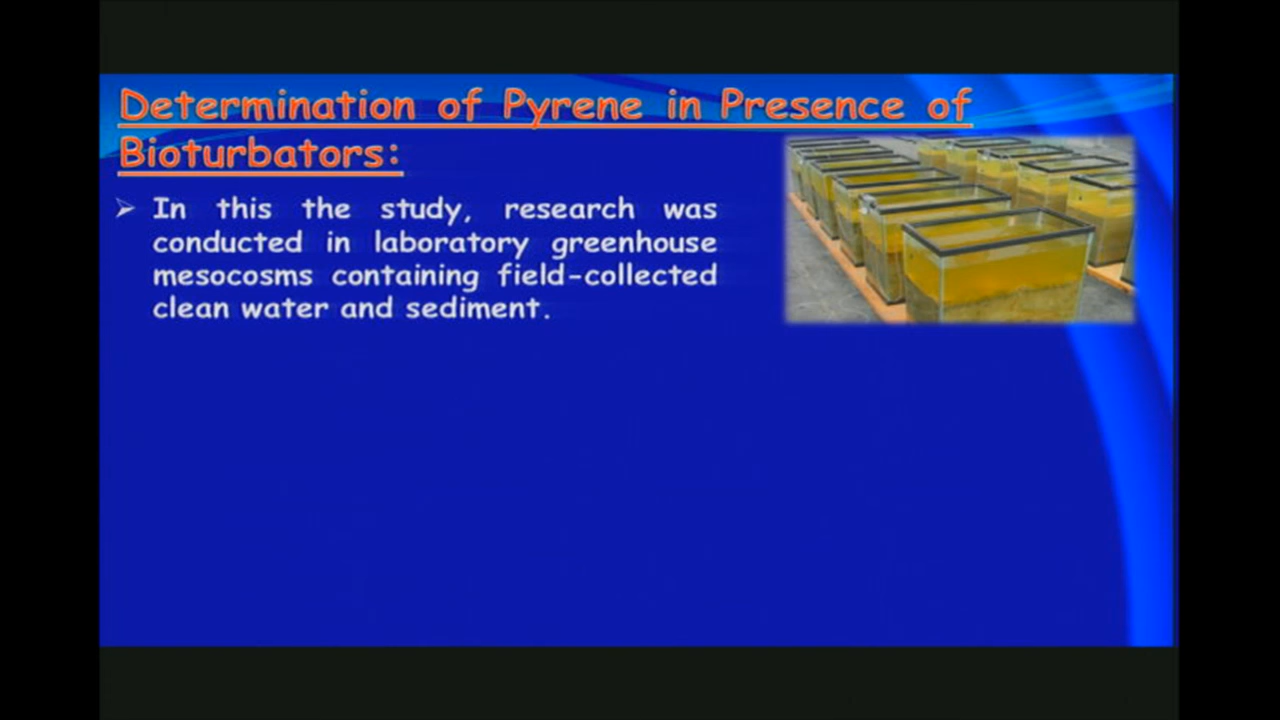 Determination of Pyrene in Presence of
Bioturbators:
In this the study, research was
conducted in laboratory greenhouse
mesocosms containing field-collected
clean water and sediment.